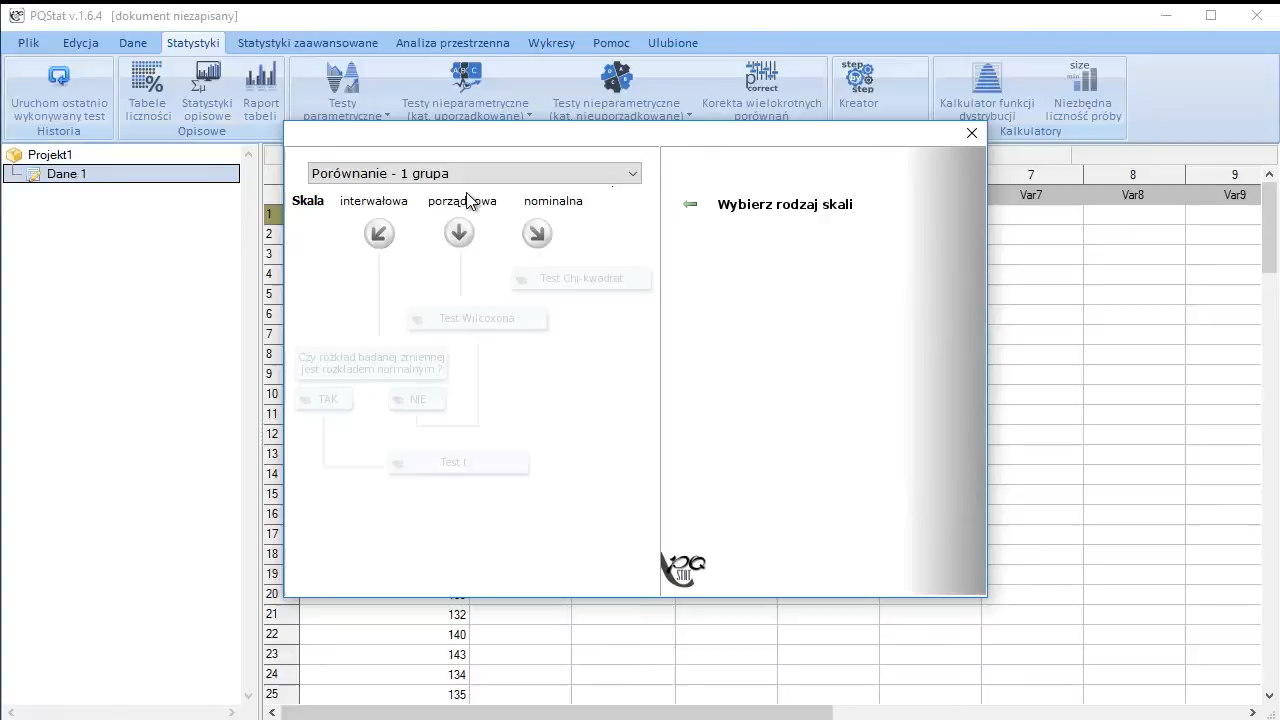 PQStat v.1.6.4 [dokument niezapisany]
Plik Edycja Dane Statystyki Statystyki zaawansowane Analiza przestrzenna Wykresy Pomoc Ulubione
Uruchom ostatnio wykonywany test
Historia
Tabele liczności
Statystyki opisowe
Raport tabeli
Opisowe
Testy parametryczne
Testy nieparametryczne (kat. uporządkowane)
Testy nieparametryczne (kat. nieuporządkowane)
correct
Korekta wielokrotnych porównań
step by step
Kreator
Kalkulator funkcji dystrybucji
size
min
Niezbędna liczność próby
Kalkulatory
Projekt1
Dane 1
Porównanie - 1 grupa
Skala interwałowa porządkowa nominalna
Wybierz rodzaj skali
Test Chi-kwadrat
Test Wilcoxona
Czy rozkład badanej zmiennej
jest rozkładem normalnym ?
TAK NIE
Test t
PQ
STAT
7 8 9
Var7 Var8 Var9
1
2
3
4
5
6
7
8
9
10
11
12
13
14
15
16
17
18
19
20
21 132
22 140
23 143
24 134
25 135